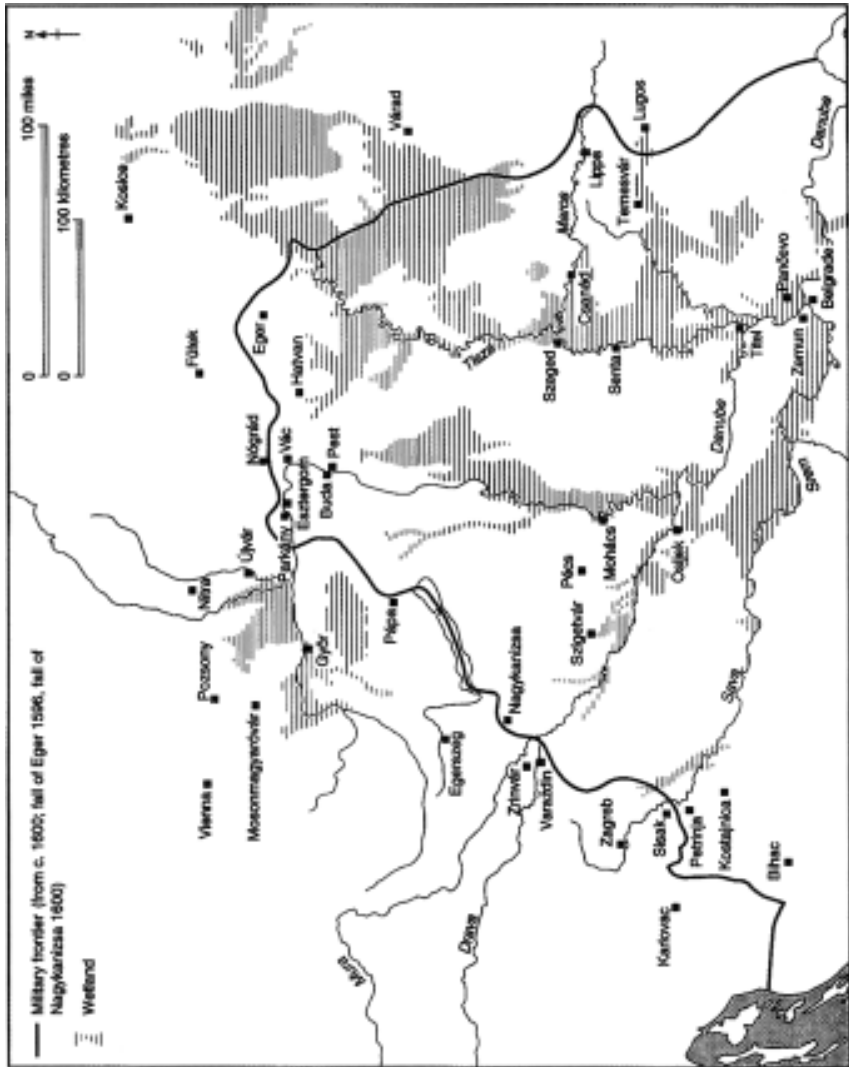 Military frontier (from c. 1600; fall of Eger 1596, fall of
Nagykanizsa 1600)
Wetland
0 100 miles
0 100 kilometres
N
Kosice
Fülek
Vienna
Pozsony
Nitra
Újvár
Nógrád
Eger
Mosonmagyaróvár
Győr
Párkány
Esztergom
Vác
Hatvan
Buda
Pest
Várad
Pápa
Egerszeg
Tisza
Mura
Nagykanizsa
Drava
Zrínvár
Varaždin
Pécs
Szigetvár
Mohács
Szeged
Csanád
Maros
Lippa
Senta
Temesvár
Lugos
Zagreb
Sisak
Petrinja
Karlovac
Kostajnica
Bihac
Sava
Osijek
Danube
Titel
Pančevo
Zemun
Belgrade
Danube